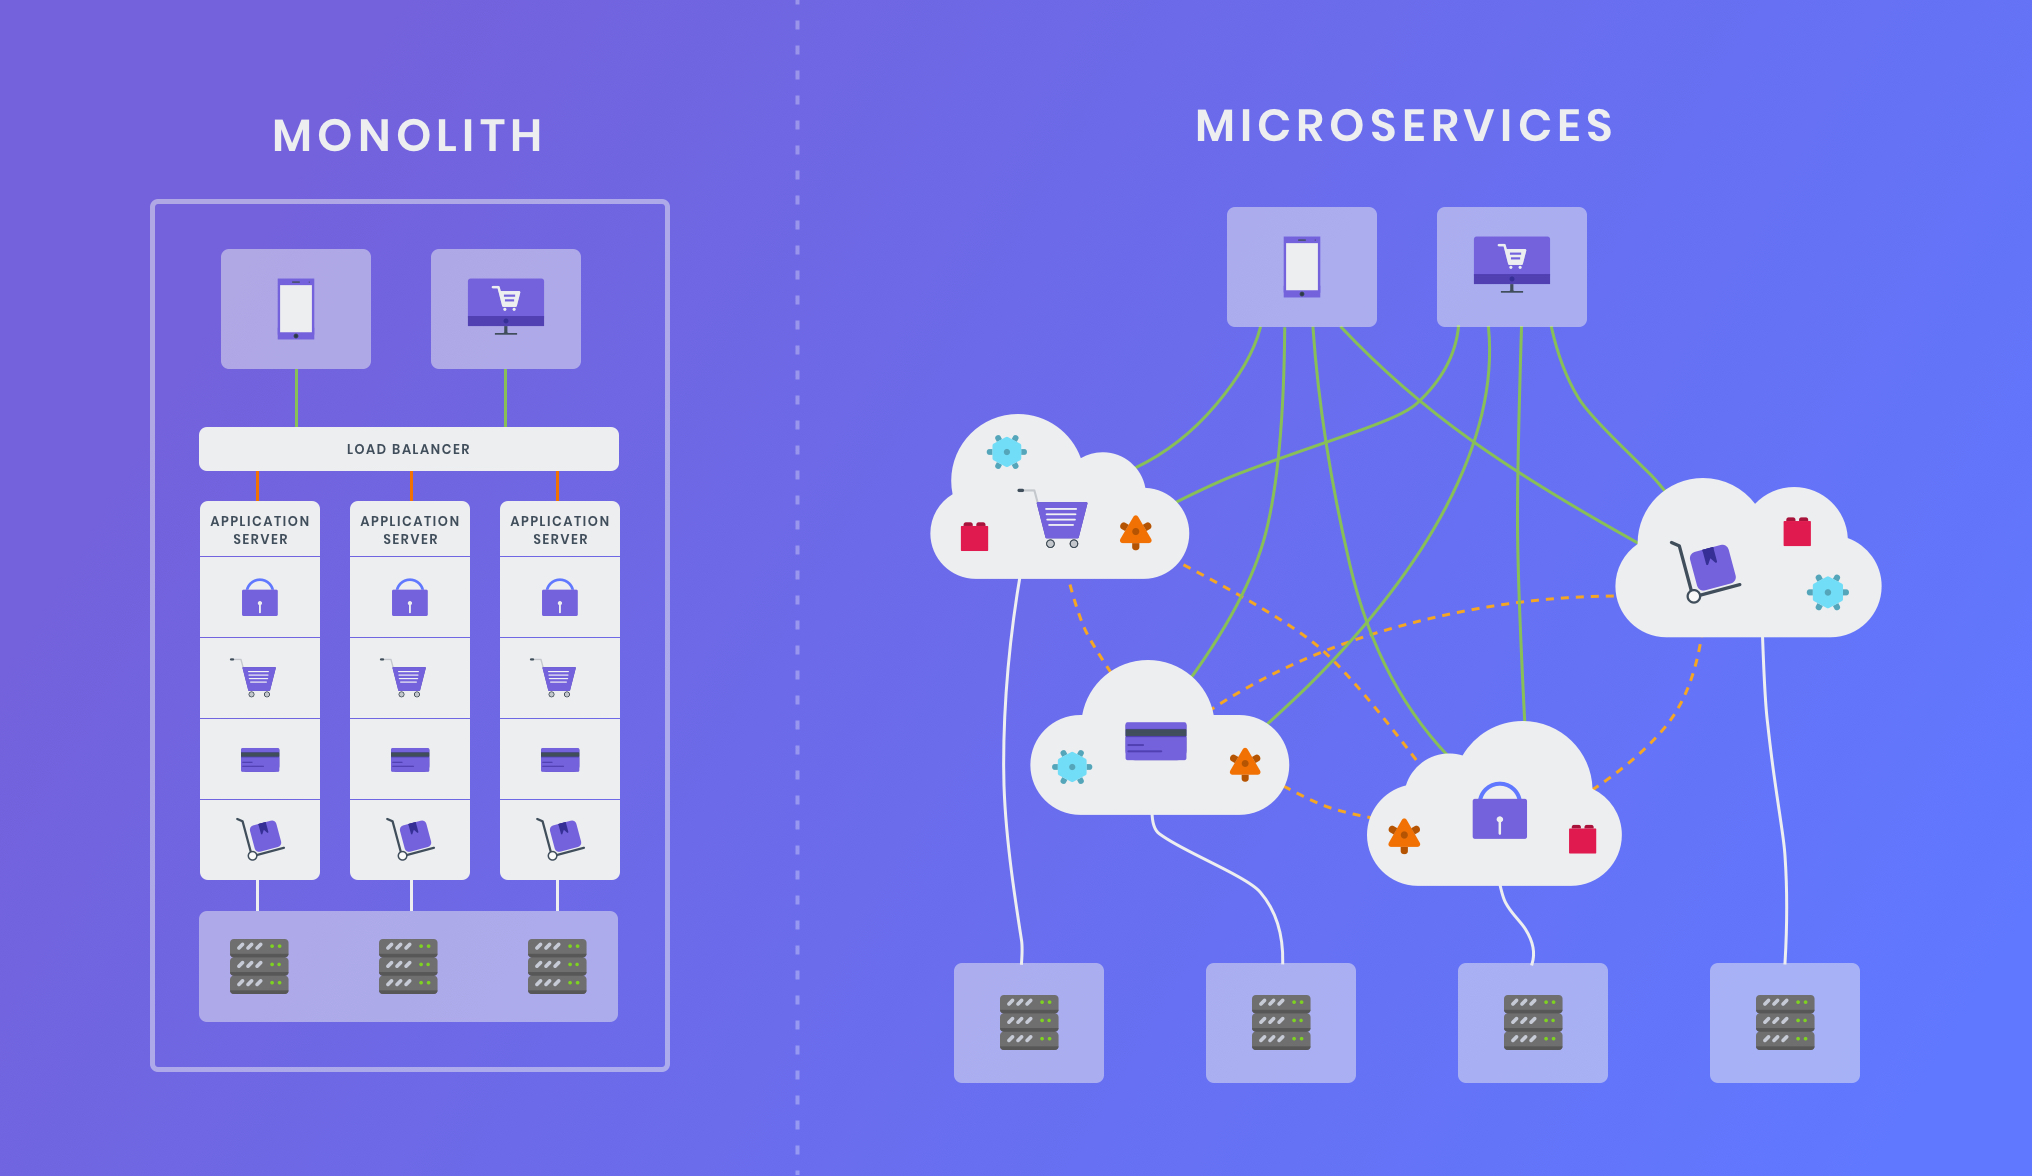 MONOLITH
LOAD BALANCER
APPLICATION
SERVER
APPLICATION
SERVER
APPLICATION
SERVER
MICROSERVICES